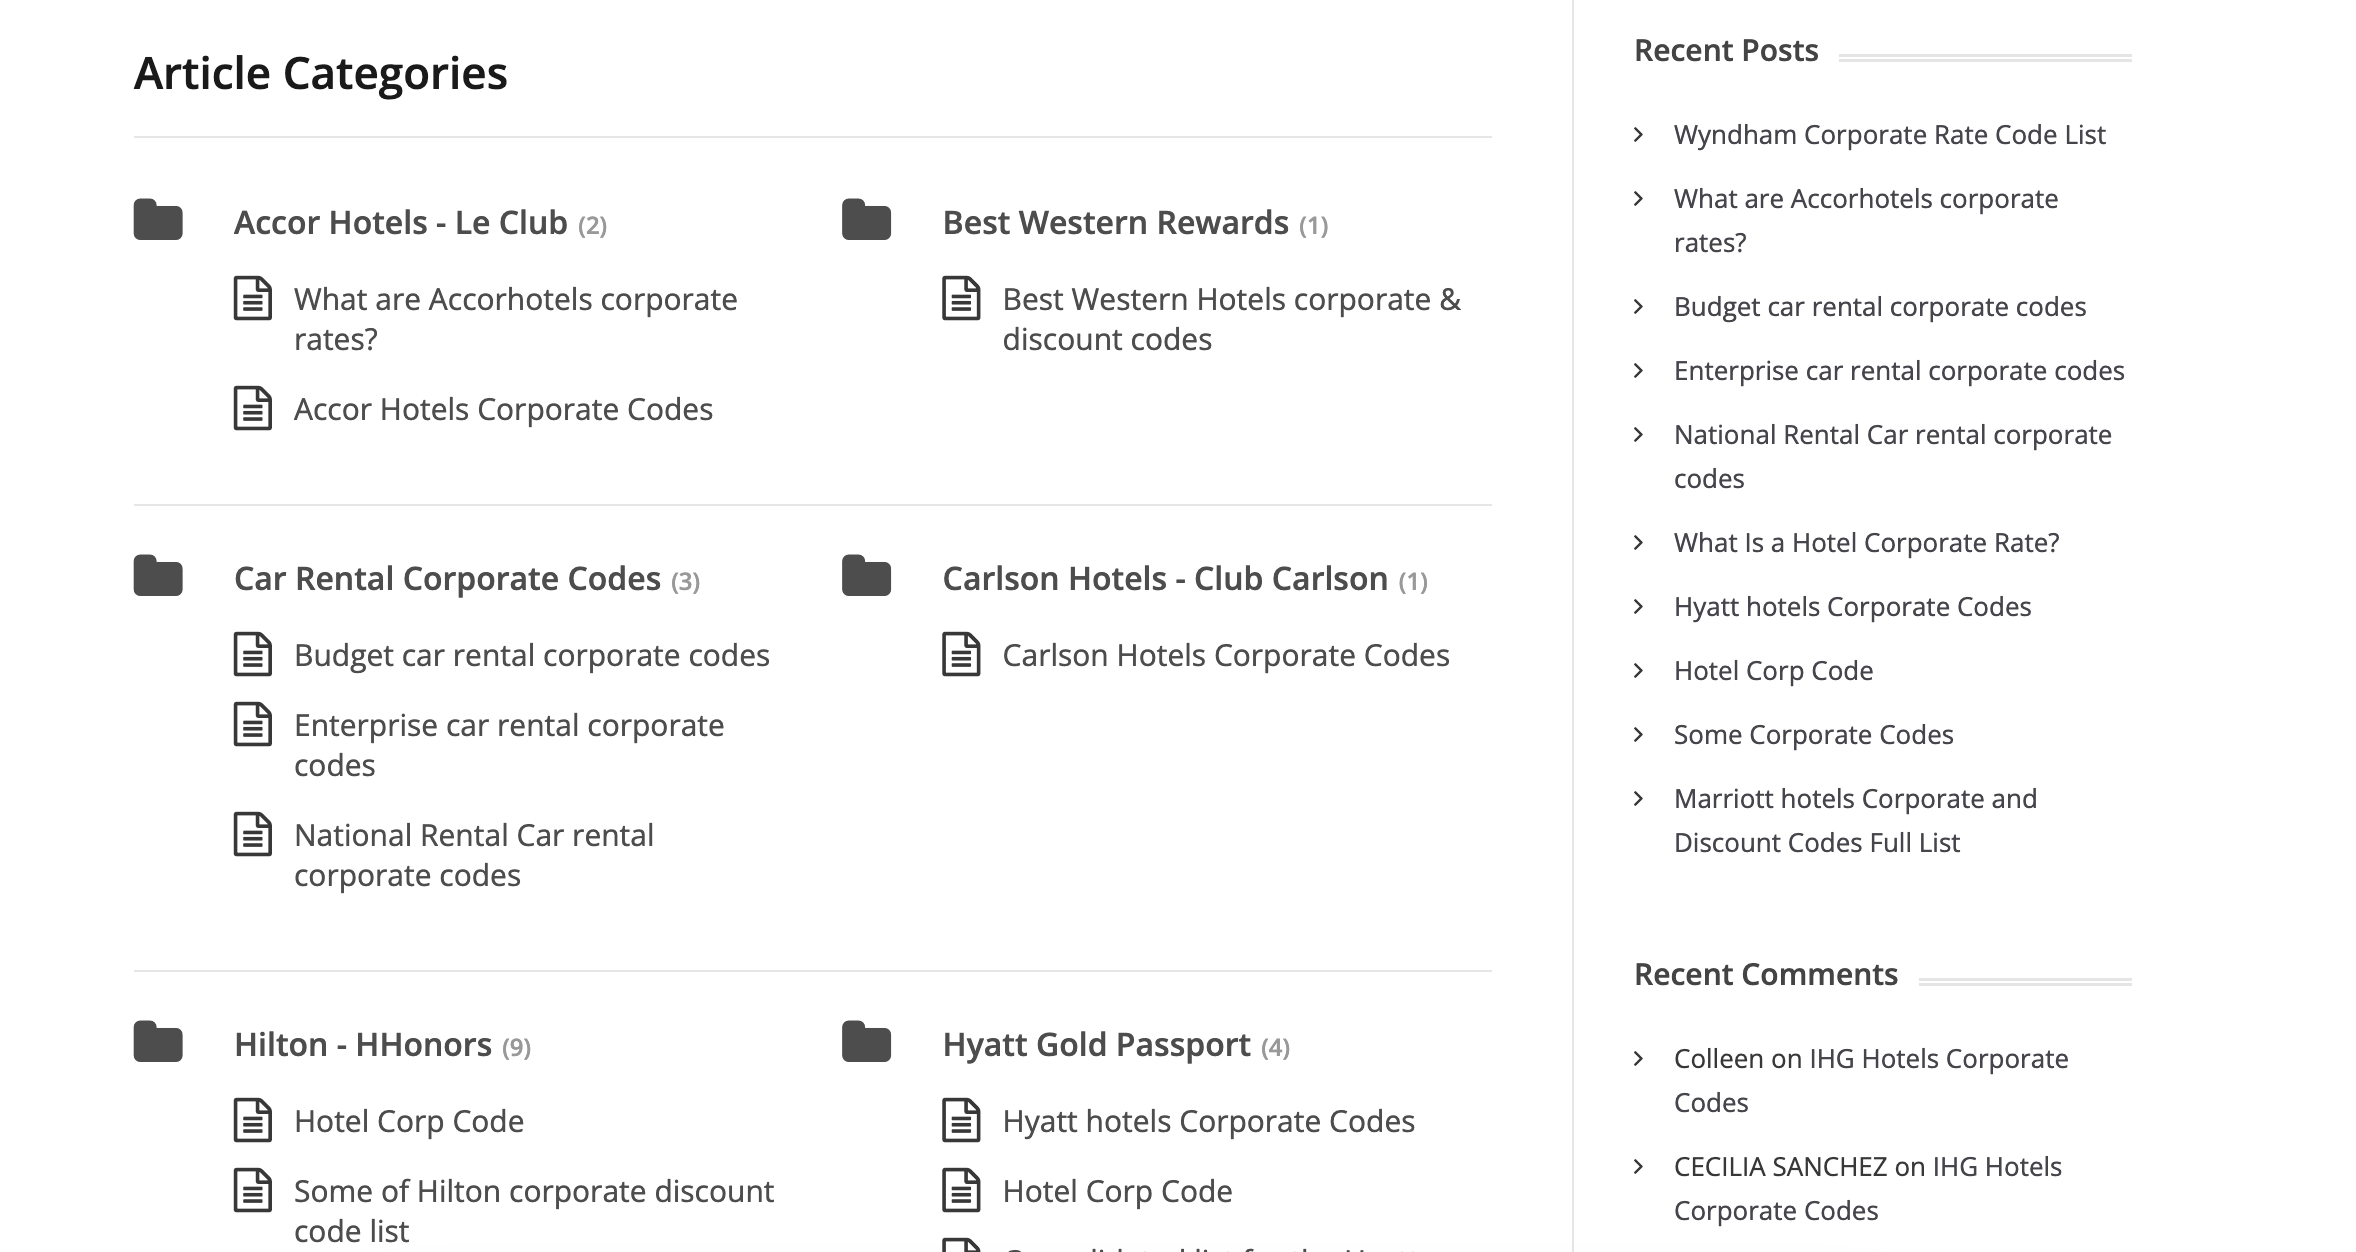 Article Categories
Accor Hotels - Le Club (2)
What are Accorhotels corporate
rates?
Accor Hotels Corporate Codes
Best Western Rewards (1)
Best Western Hotels corporate &
discount codes
Car Rental Corporate Codes (3)
Budget car rental corporate codes
Enterprise car rental corporate
codes
National Rental Car rental
corporate codes
Carlson Hotels - Club Carlson (1)
Carlson Hotels Corporate Codes
Hilton - HHonors (9)
Hotel Corp Code
Some of Hilton corporate discount
code list
Hyatt Gold Passport (4)
Hyatt hotels Corporate Codes
Hotel Corp Code
Recent Posts
Wyndham Corporate Rate Code List
What are Accorhotels corporate
rates?
Budget car rental corporate codes
Enterprise car rental corporate codes
National Rental Car rental corporate
codes
What Is a Hotel Corporate Rate?
Hyatt hotels Corporate Codes
Hotel Corp Code
Some Corporate Codes
Marriott hotels Corporate and
Discount Codes Full List
Recent Comments
Colleen on IHG Hotels Corporate
Codes
CECILIA SANCHEZ on IHG Hotels
Corporate Codes